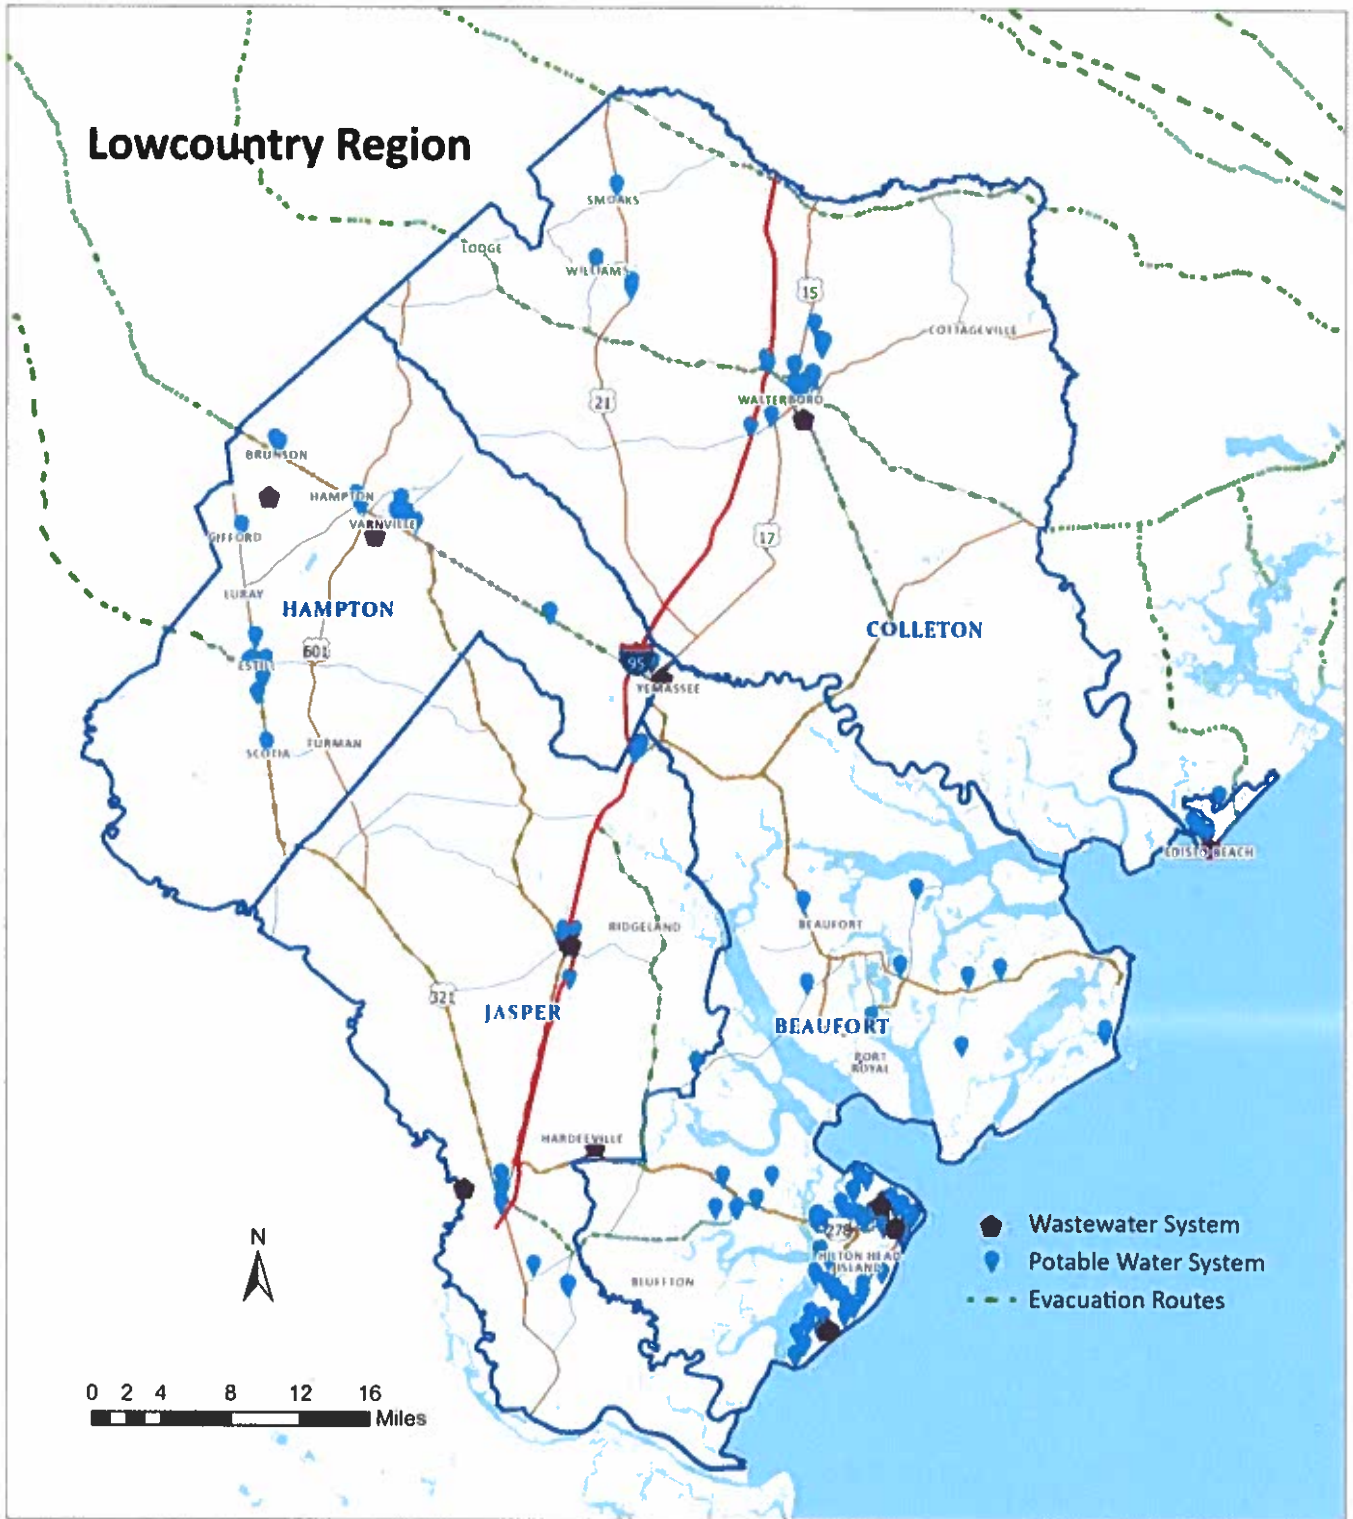 Lowcountry Region
SMOAKS
LODGE
WILLIAMS
15
COTTAGEVILLE
21
WALTERBORO
BRUNSON
HAMPTON
VARNVILLE
GIFFORD
17
LURAY
HAMPTON
COLLETON
601
ESTILL
95
YEMASSEE
SCOTIA
FURMAN
EDISTO BEACH
BEAUFORT
RIDGELAND
321
JASPER
BEAUFORT
PORT
ROYAL
HARDEEVILLE
278
HILTON HEAD
ISLAND
BLUFFTON
Wastewater System
Potable Water System
Evacuation Routes
N
0 2 4 8 12 16
Miles